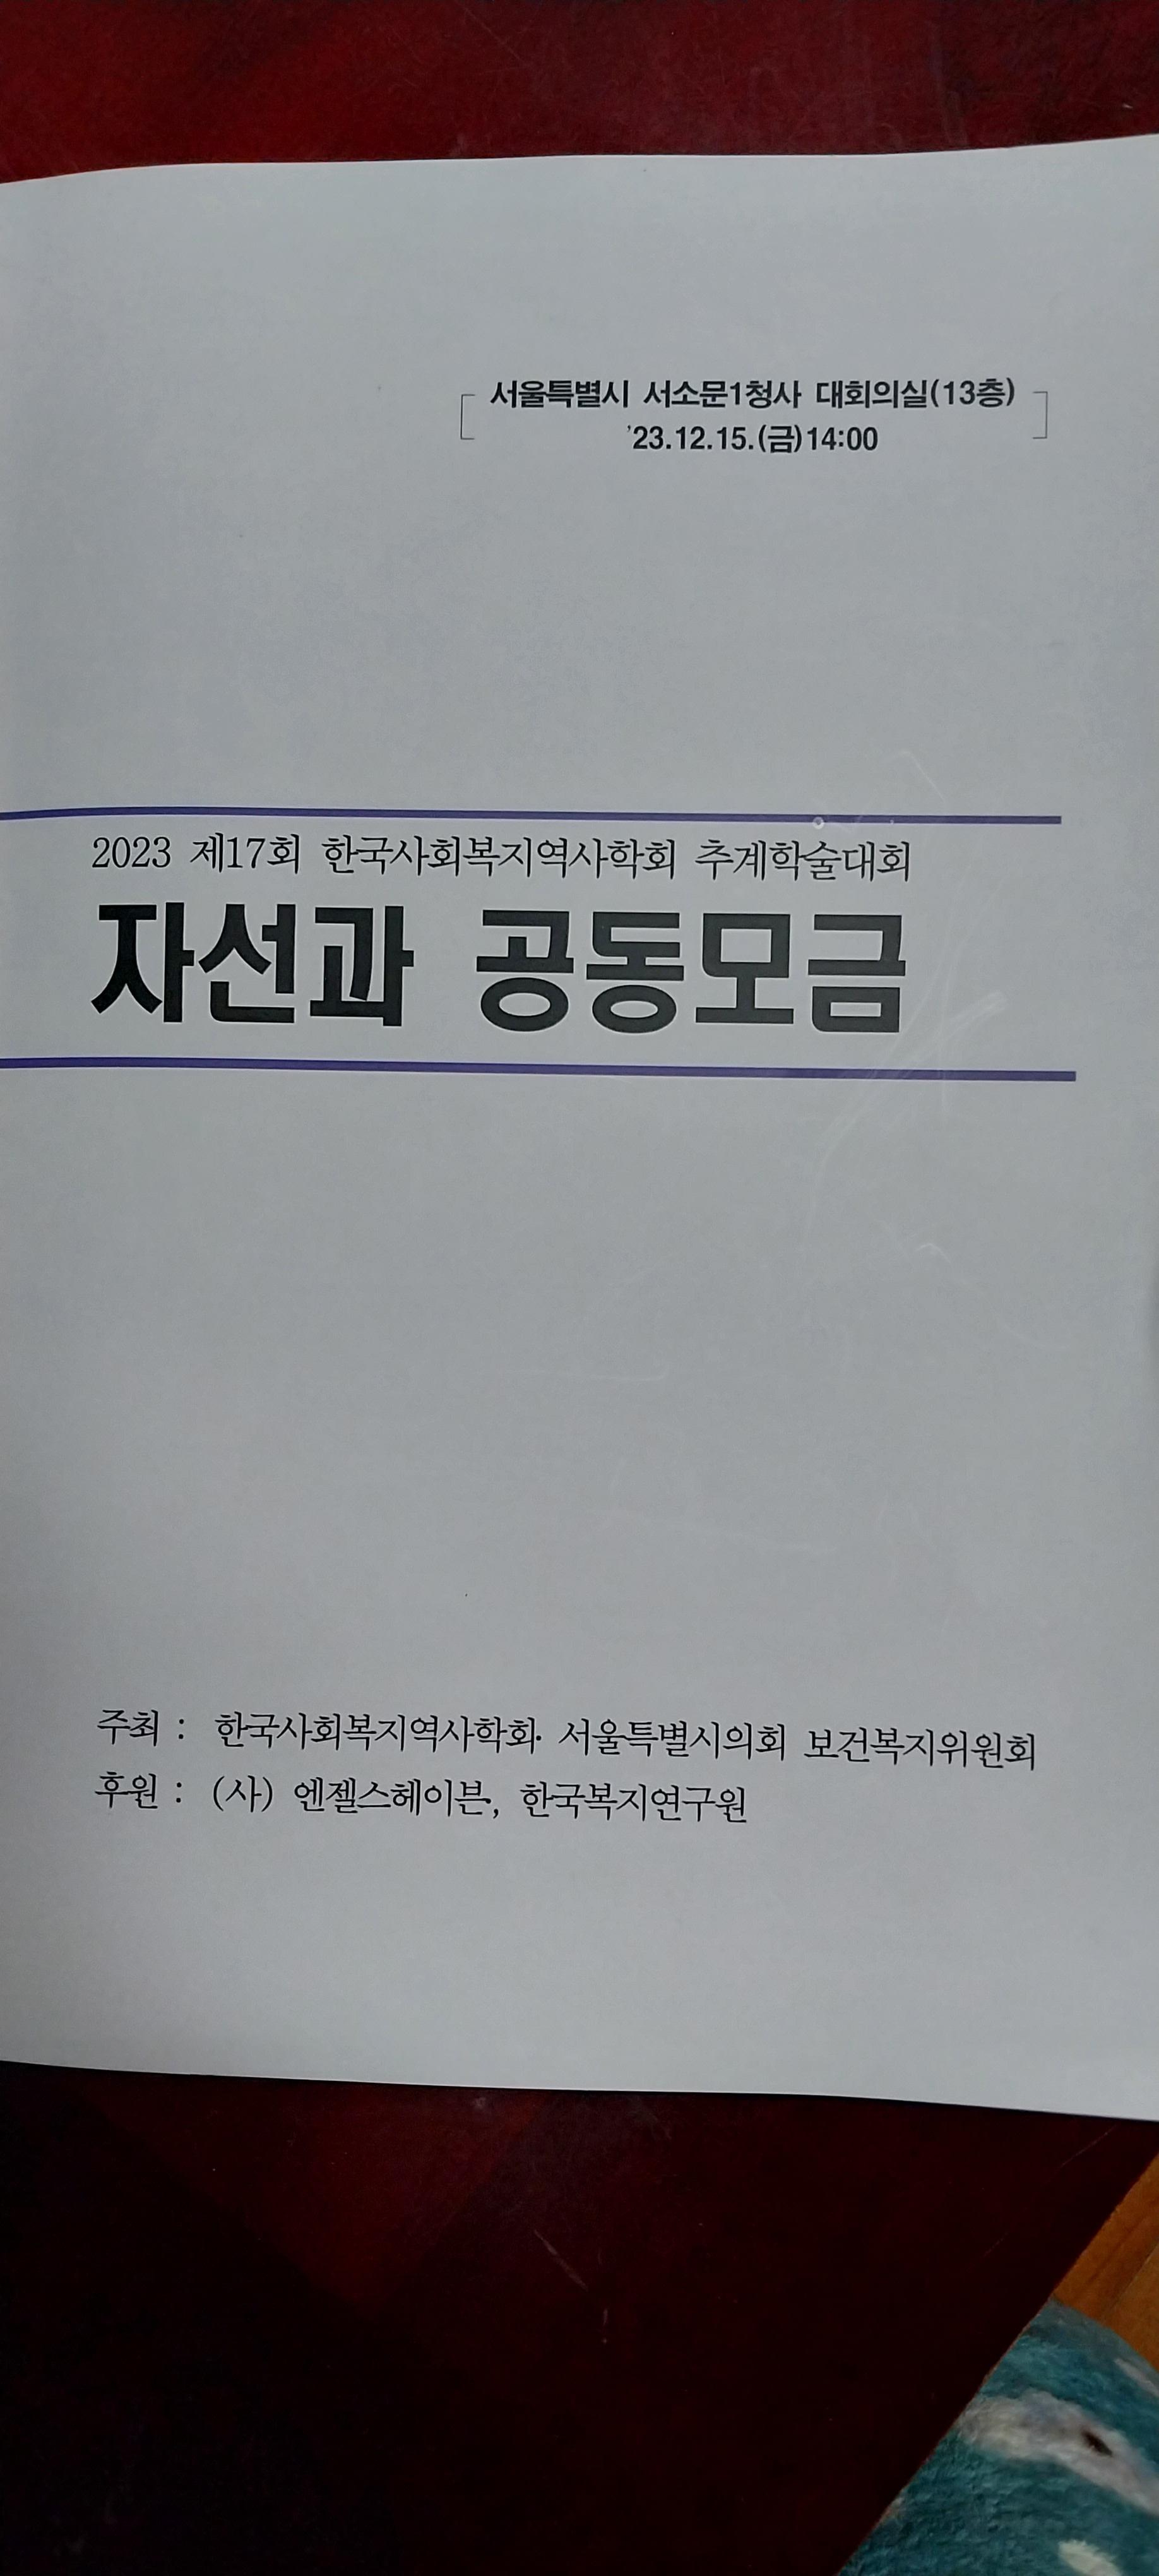 서울특별시 서소문1청사 대회의실(13층)
'23.12.15.(금)14:00
2023 제17회 한국사회복지역사학회 추계학술대회
자선과 공동모금
주최 : 한국사회복지역사학회· 서울특별시의회 보건복지위원회
후원 : (사) 엔젤스헤이븐, 한국복지연구원